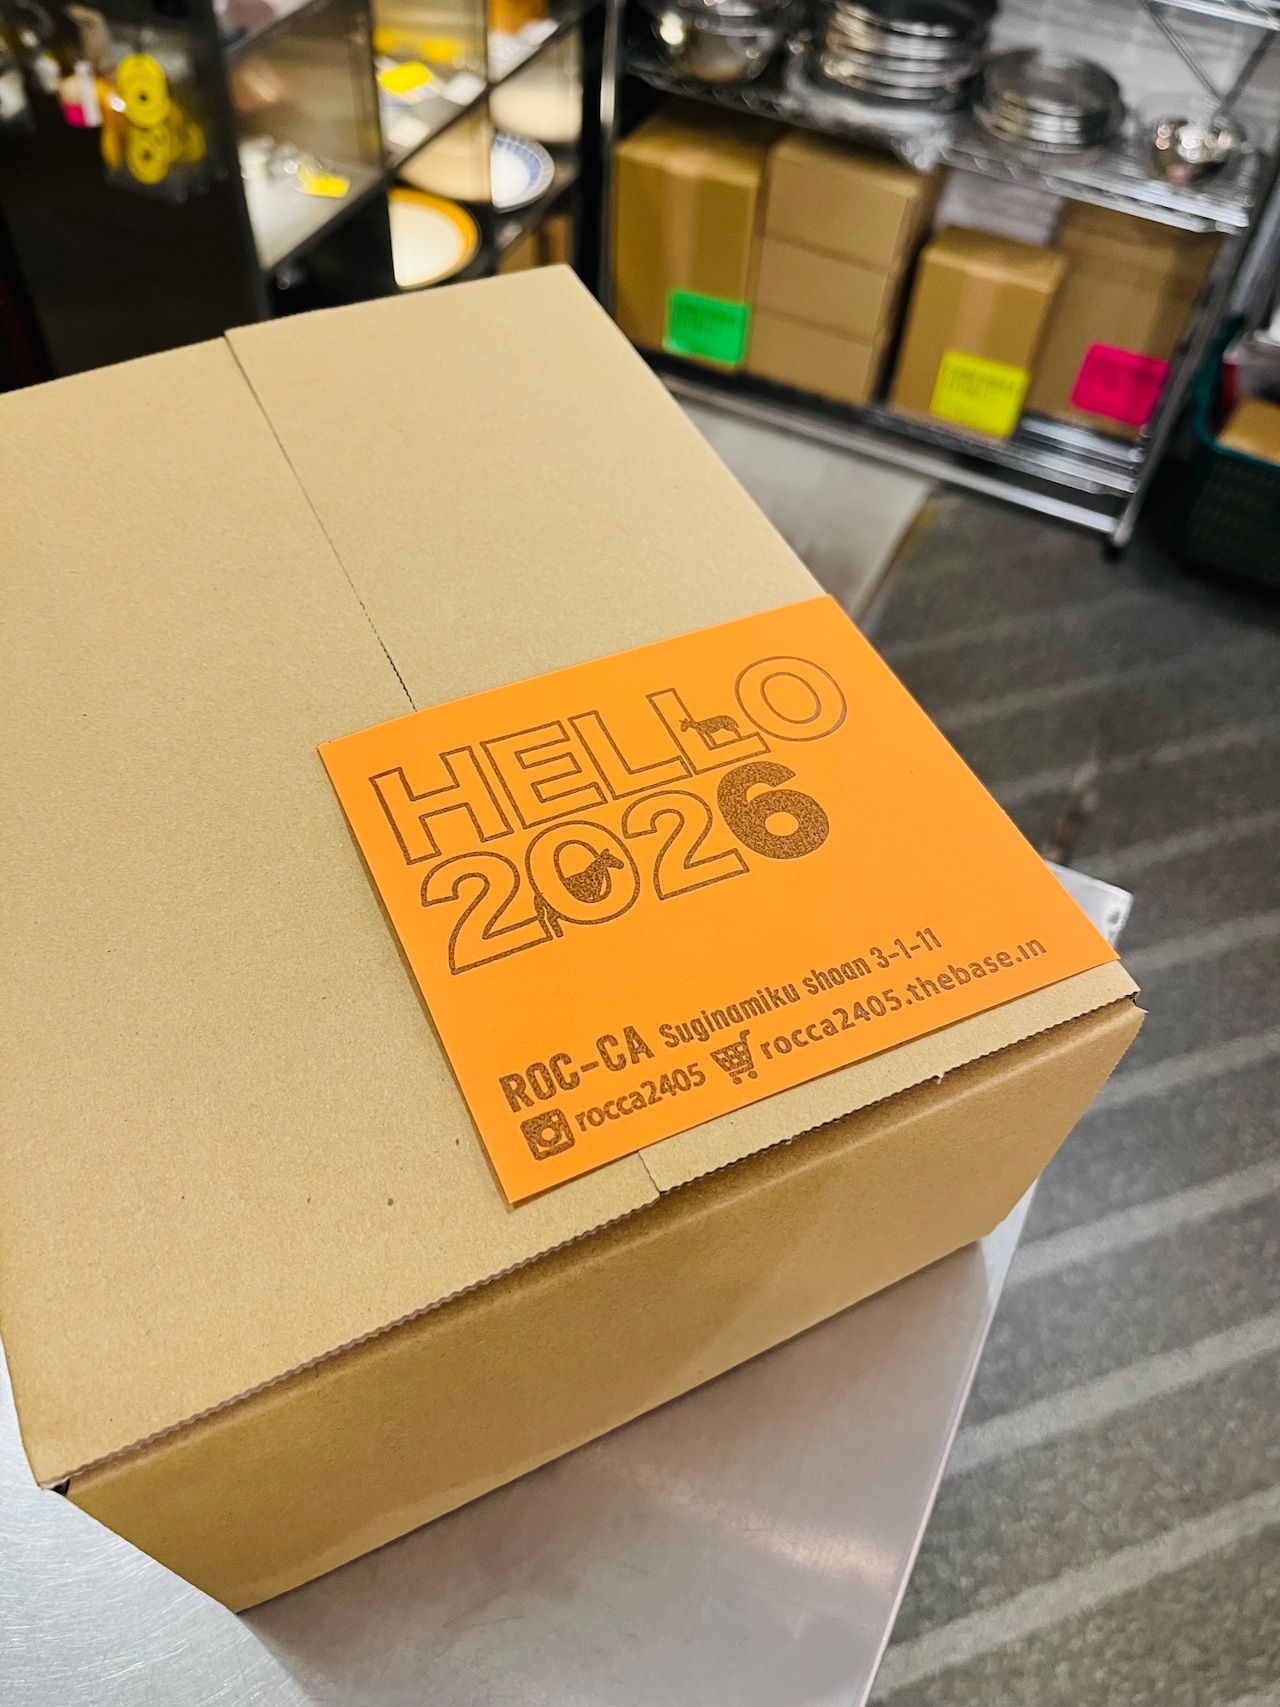 HELLO
2026
ROC-CA Suginamiku shoan 3-1-11
rocca2405 rocca2405.thebase.in